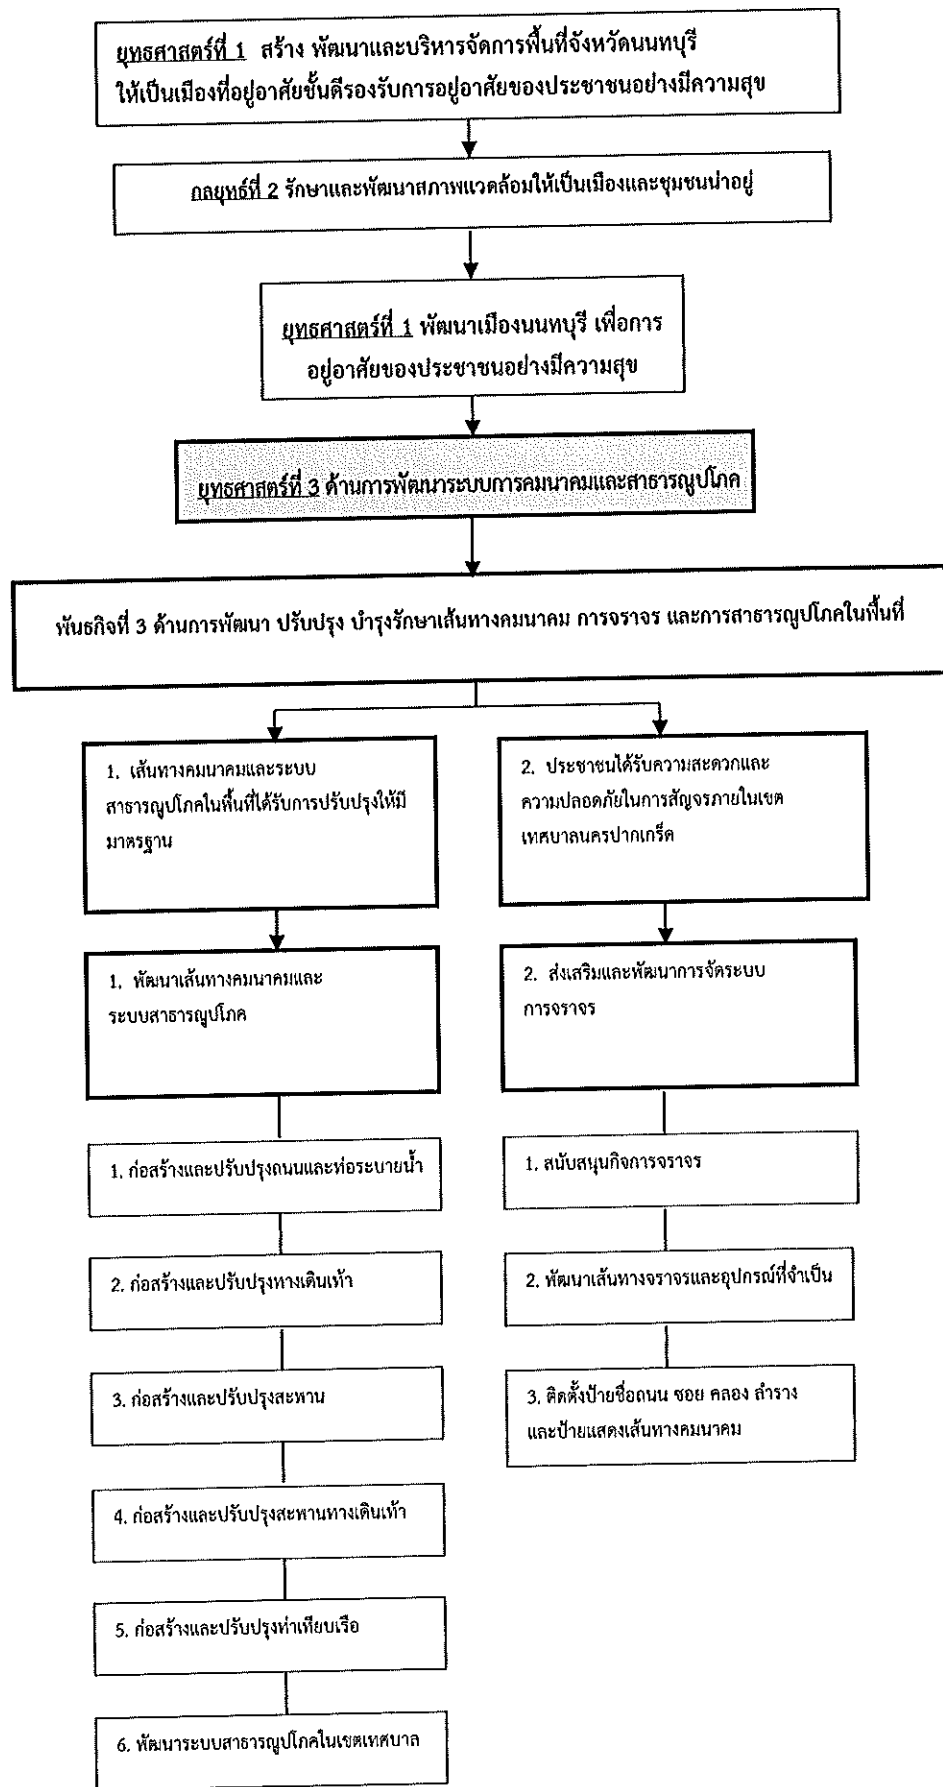 ยุทธศาสตร์ที่ 1 สร้าง พัฒนาและบริหารจัดการพื้นที่จังหวัดนนทบุรี
ให้เป็นเมืองที่อยู่อาศัยชั้นดีรองรับการอยู่อาศัยของประชาชนอย่างมีความสุข
กลยุทธ์ที่ 2 รักษาและพัฒนาสภาพแวดล้อมให้เป็นเมืองและชุมชนน่าอยู่
ยุทธศาสตร์ที่ 1 พัฒนาเมืองนนทบุรี เพื่อการ
อยู่อาศัยของประชาชนอย่างมีความสุข
ยุทธศาสตร์ที่ 3 ด้านการพัฒนาระบบการคมนาคมและสาธารณูปโภค
พันธกิจที่ 3 ด้านการพัฒนา ปรับปรุง บำรุงรักษาเส้นทางคมนาคม การจราจร และการสาธารณูปโภคในพื้นที่
1. เส้นทางคมนาคมและระบบ
สาธารณูปโภคในพื้นที่ได้รับการปรับปรุงให้มี
มาตรฐาน
2. ประชาชนได้รับความสะดวกและ
ความปลอดภัยในการสัญจรภายในเขต
เทศบาลนครปากเกร็ด
1. พัฒนาเส้นทางคมนาคมและ
ระบบสาธารณูปโภค
2. ส่งเสริมและพัฒนาการจัดระบบ
การจราจร
1. ก่อสร้างและปรับปรุงถนนและท่อระบายน้ำ
2. ก่อสร้างและปรับปรุงทางเดินเท้า
3. ก่อสร้างและปรับปรุงสะพาน
4. ก่อสร้างและปรับปรุงสะพานทางเดินเท้า
5. ก่อสร้างและปรับปรุงท่าเทียบเรือ
6. พัฒนาระบบสาธารณูปโภคในเขตเทศบาล
1. สนับสนุนกิจการจราจร
2. พัฒนาเส้นทางจราจรและอุปกรณ์ที่จำเป็น
3. ติดตั้งป้ายชื่อถนน ซอย คลอง ลำราง
และป้ายแสดงเส้นทางคมนาคม